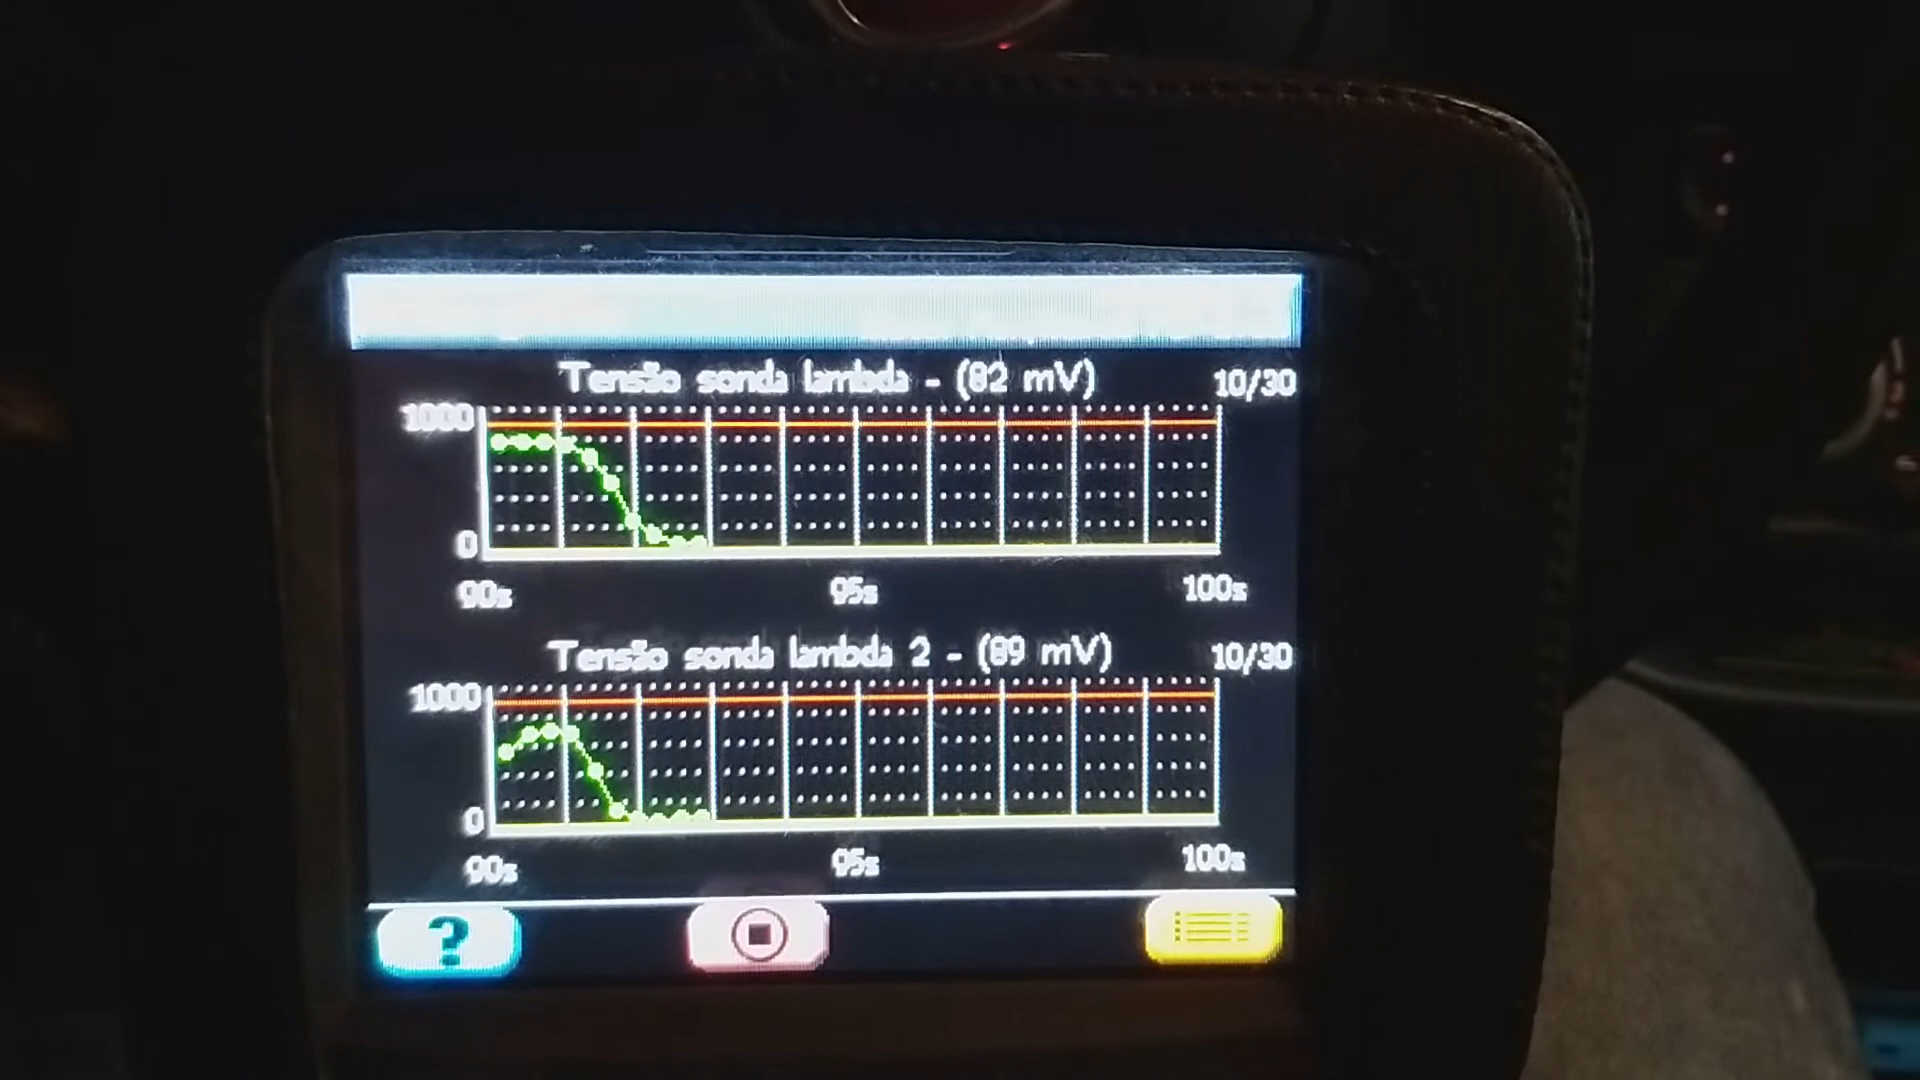 Tensão sonda lambda - (82 mV)
10/30
1000
0
90s 95s 100s
Tensão sonda lambda 2 - (89 mV)
10/30
1000
0
90s 95s 100s
?